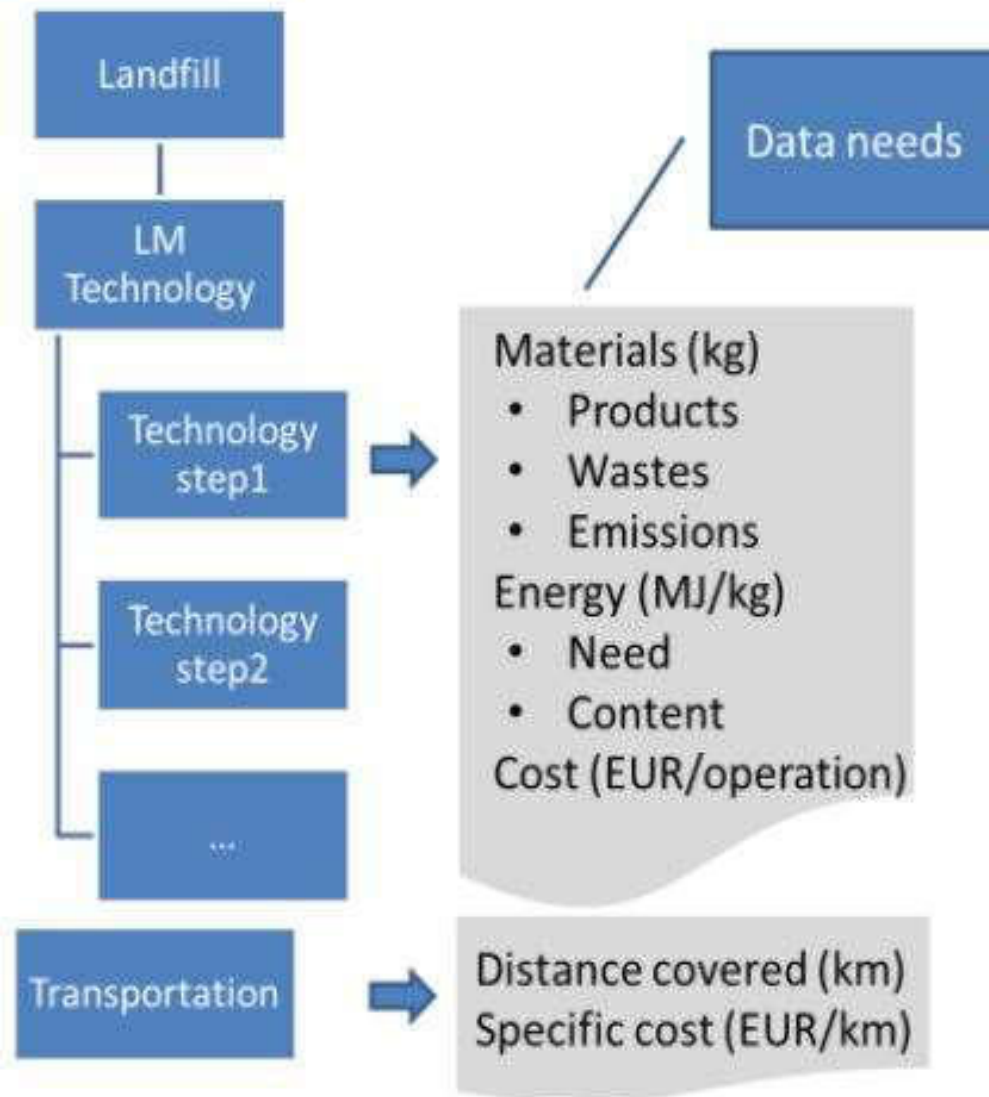 Landfill
Data needs
LM
Technology
Materials (kg)
• Products
Technology
step1
• Wastes
• Emissions
Energy (MJ/kg)
Technology
step2
• Need
• Content
Cost (EUR/operation)
...
Transportation
Distance covered (km)
Specific cost (EUR/km)